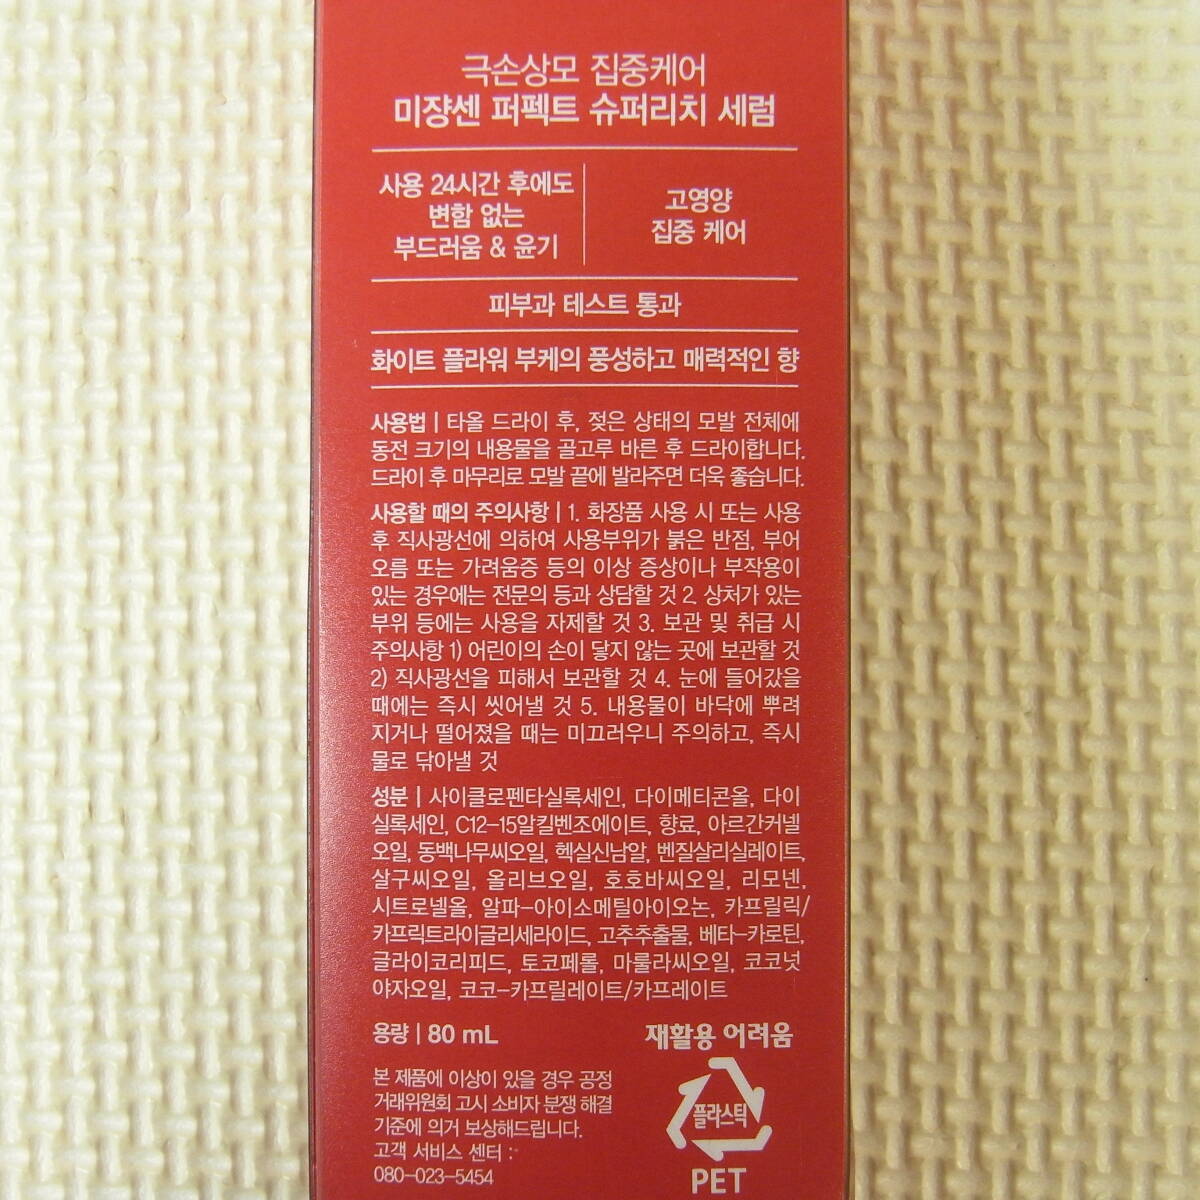 극손상모 집중케어
미쟝센 퍼펙트 슈퍼리치 세럼
사용 24시간 후에도
변함 없는
부드러움 & 윤기
고영양
집중 케어
피부과 테스트 통과
화이트 플라워 부케의 풍성하고 매력적인 향
사용법 | 타올 드라이 후, 젖은 상태의 모발 전체에
동전 크기의 내용물을 골고루 바른 후 드라이합니다.
드라이 후 마무리로 모발 끝에 발라주면 더욱 좋습니다.
사용할 때의 주의사항 | 1. 화장품 사용 시 또는 사용
후 직사광선에 의하여 사용부위가 붉은 반점, 부어
오름 또는 가려움증 등의 이상 증상이나 부작용이
있는 경우에는 전문의 등과 상담할 것 2. 상처가 있는
부위 등에는 사용을 자제할 것 3. 보관 및 취급 시
주의사항 1) 어린이의 손이 닿지 않는 곳에 보관할 것
2) 직사광선을 피해서 보관할 것 4. 눈에 들어갔을
때에는 즉시 씻어낼 것 5. 내용물이 바닥에 뿌려
지거나 떨어졌을 때는 미끄러우니 주의하고, 즉시
물로 닦아낼 것
성분 | 사이클로펜타실록세인, 다이메티콘올, 다이
실록세인, C12-15알킬벤조에이트, 향료, 아르간커넬
오일, 동백나무씨오일, 헥실신남알, 벤질살리실레이트,
살구씨오일, 올리브오일, 호호바씨오일, 리모넨,
시트로넬올, 알파-아이소메틸아이오논, 카프릴릭/
카프릭트라이글리세라이드, 고추추출물, 베타-카로틴,
글라이코리피드, 토코페롤, 마룰라씨오일, 코코넛
야자오일, 코코-카프릴레이트/카프레이트
용량 | 80 mL
재활용 어려움
플라스틱
PET
본 제품에 이상이 있을 경우 공정
거래위원회 고시 소비자 분쟁 해결
기준에 의거 보상해드립니다.
고객 서비스 센터 :
080-023-5454